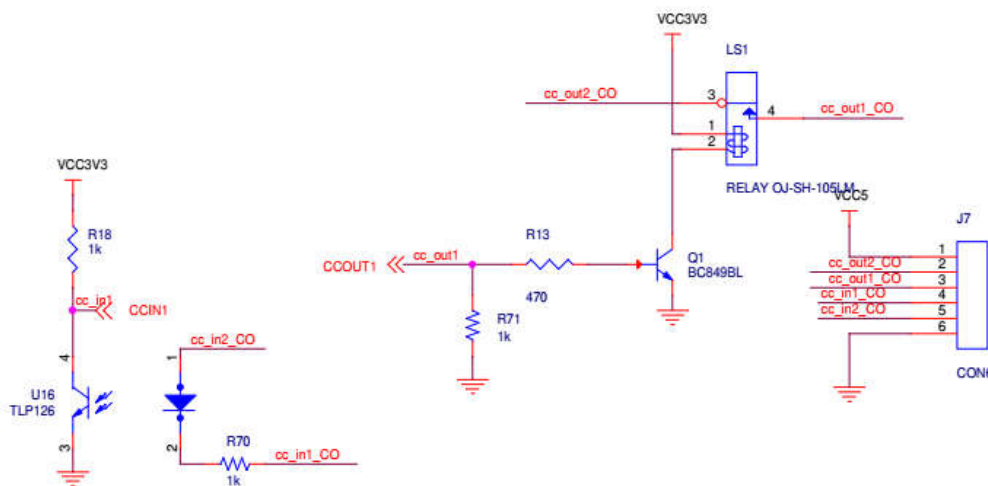 VCC3V3
LS1
cc_out2_CO
3
4
cc_out1_CO
1
2
RELAY OJ-SH-105LM
VCC3V3
R18
1k
cc_in1
CCIN1
4
U16
TLP126
3
cc_in2_CO
1
2
R70
1k
cc_in1_CO
CCOUT1
cc_out1
R13
470
R71
1k
Q1
BC849BL
VCC5
J7
1
cc_out2_CO
2
cc_out1_CO
3
cc_in1_CO
4
cc_in2_CO
5
6
CON6